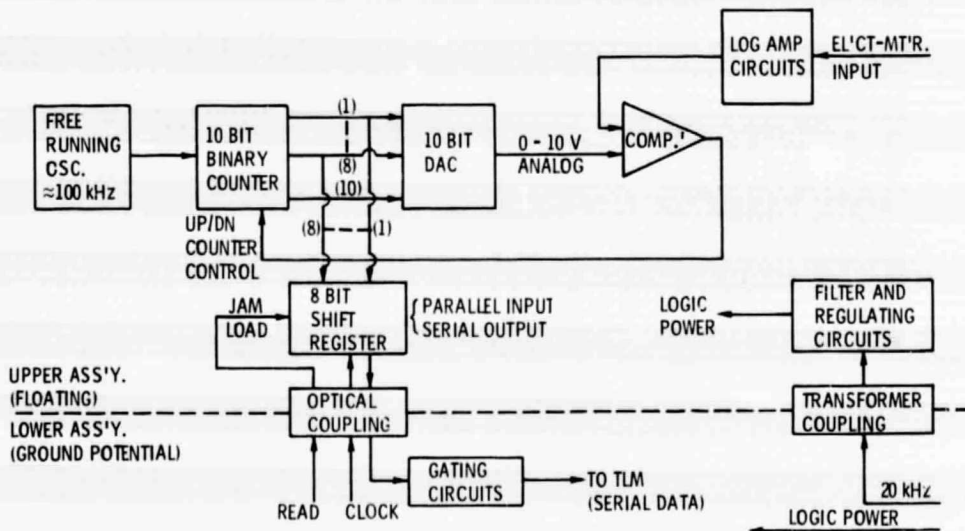 LOG AMP
CIRCUITS
EL'CT-MT'R.
INPUT
FREE
RUNNING
OSC.
≈100 kHz
10 BIT
BINARY
COUNTER
(1)
(8)
(10)
10 BIT
DAC
0 - 10 V
ANALOG
COMP.
UP/DN
COUNTER
CONTROL
(8)
(1)
JAM
LOAD
8 BIT
SHIFT
REGISTER
{ PARALLEL INPUT
SERIAL OUTPUT
LOGIC
POWER
FILTER AND
REGULATING
CIRCUITS
UPPER ASS'Y.
(FLOATING)
LOWER ASS'Y.
(GROUND POTENTIAL)
OPTICAL
COUPLING
TRANSFORMER
COUPLING
GATING
CIRCUITS
TO TLM
(SERIAL DATA)
READ
CLOCK
20 kHz
LOGIC POWER